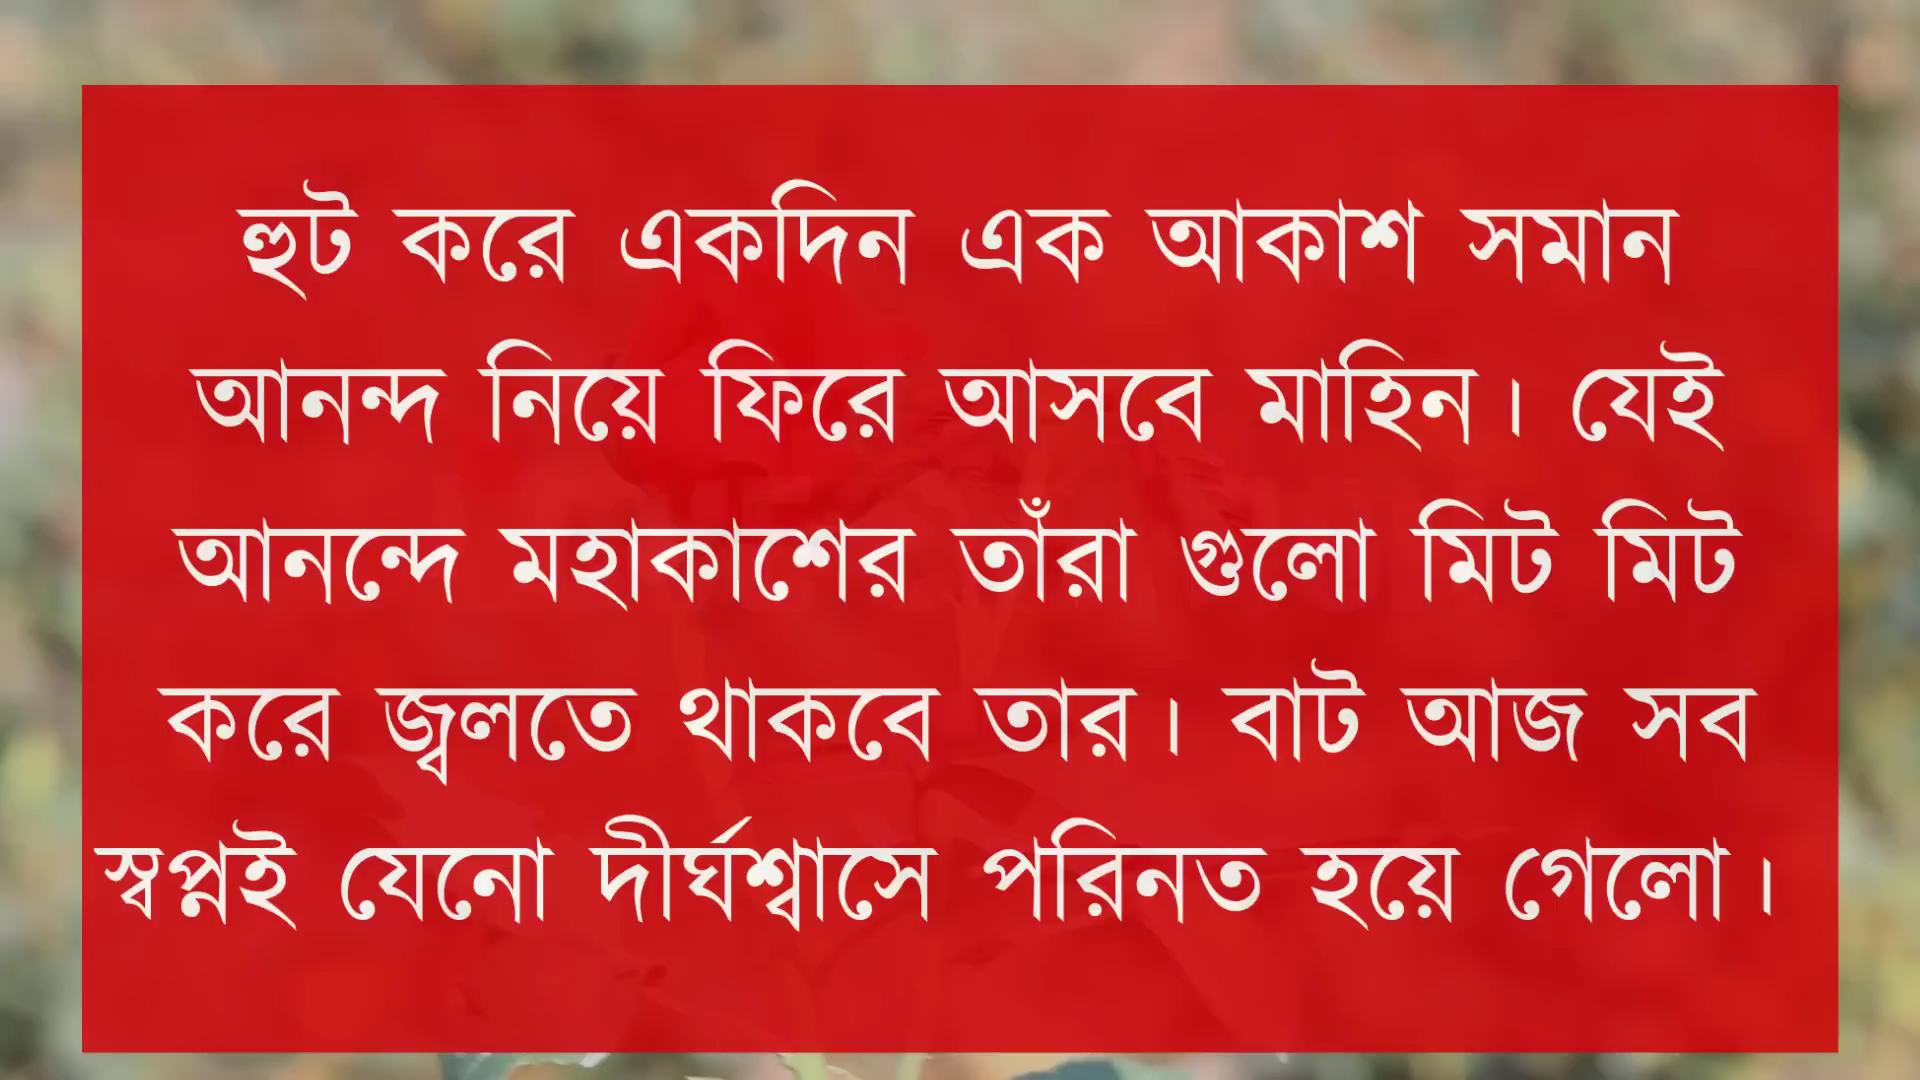 হুট করে একদিন এক আকাশ সমান
আনন্দ নিয়ে ফিরে আসবে মাহিন। যেই
আনন্দে মহাকাশের তাঁরা গুলো মিট মিট
করে জ্বলতে থাকবে তার। বাট আজ সব
স্বপ্নই যেনো দীর্ঘশ্বাসে পরিনত হয়ে গেলো।